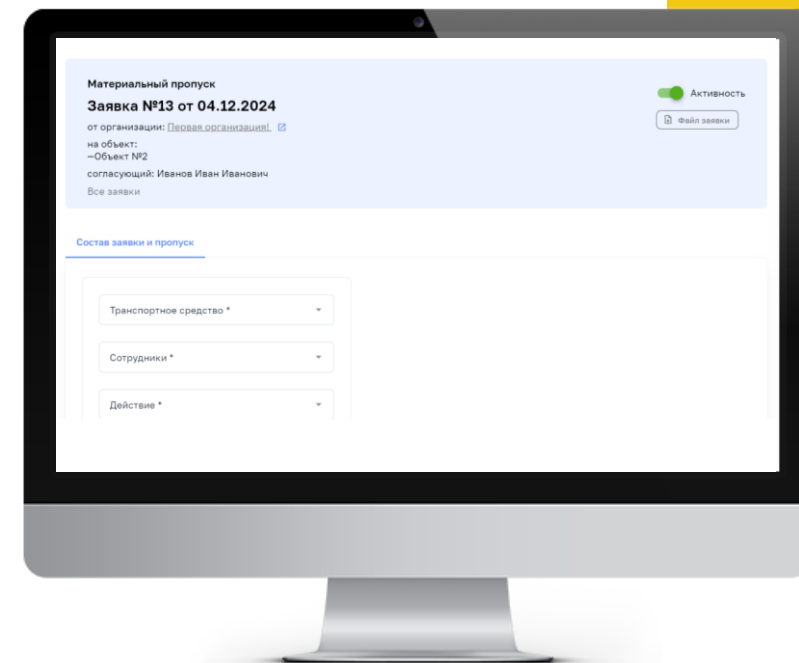 Материальный пропуск
Заявка №13 от 04.12.2024
от организации: Первая организация!
на объект:
—Объект №2
согласующий: Иванов Иван Иванович
Все заявки
Активность
Файл заявки
Состав заявки и пропуск
Транспортное средство *
Сотрудники *
Действие *